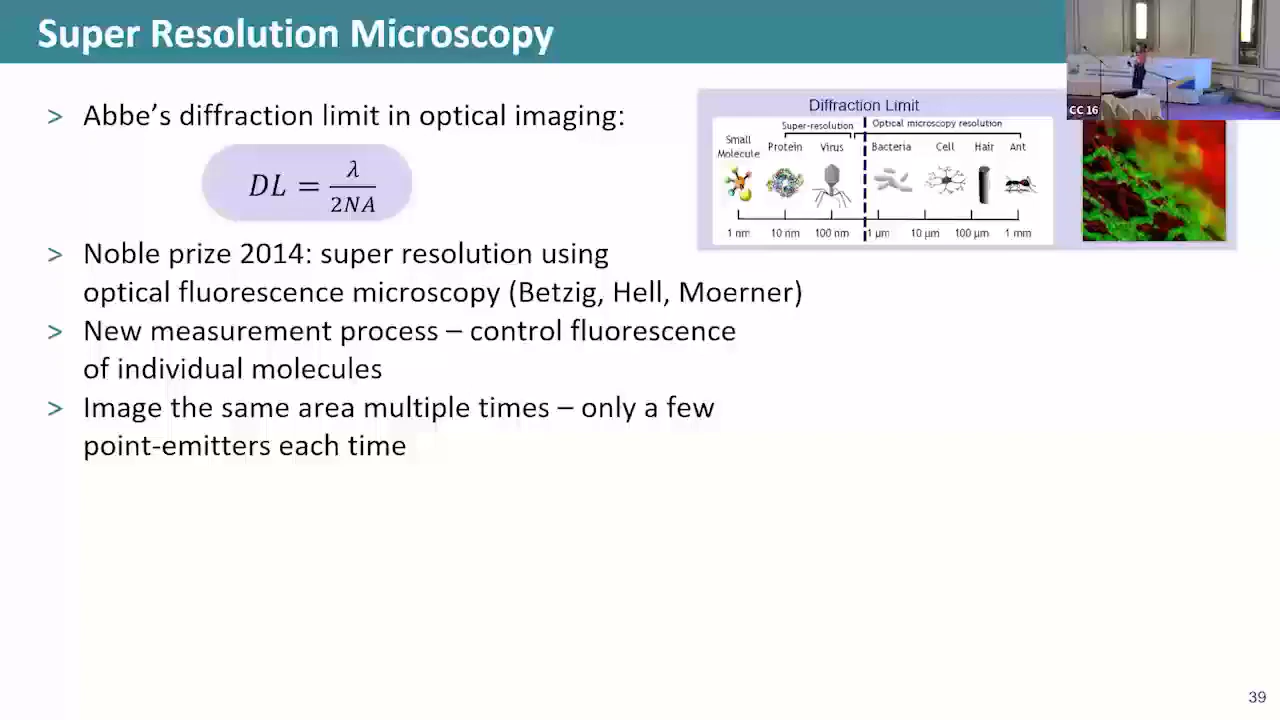 Super Resolution Microscopy
CC 16
> Abbe's diffraction limit in optical imaging:
DL = λ / 2NA
> Noble prize 2014: super resolution using
optical fluorescence microscopy (Betzig, Hell, Moerner)
> New measurement process – control fluorescence
of individual molecules
> Image the same area multiple times – only a few
point-emitters each time
Diffraction Limit
Super-resolution Optical microscopy resolution
Small
Molecule Protein Virus Bacteria Cell Hair Ant
1 nm 10 nm 100 nm 1 μm 10 μm 100 μm 1 mm
39